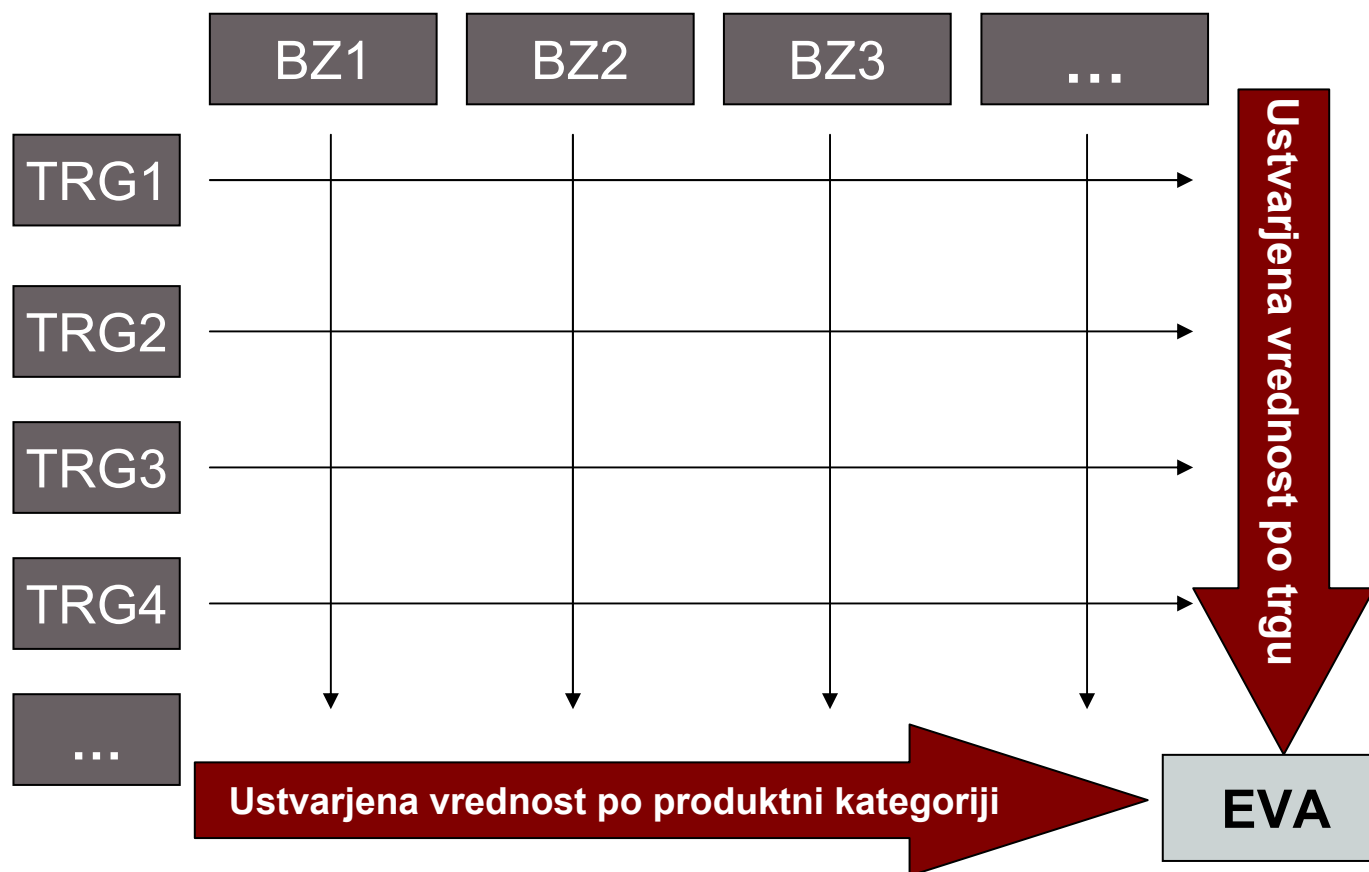 BZ1
BZ2
BZ3
...
TRG1
TRG2
TRG3
TRG4
...
Ustvarjena vrednost po trgu
Ustvarjena vrednost po produktni kategoriji
EVA